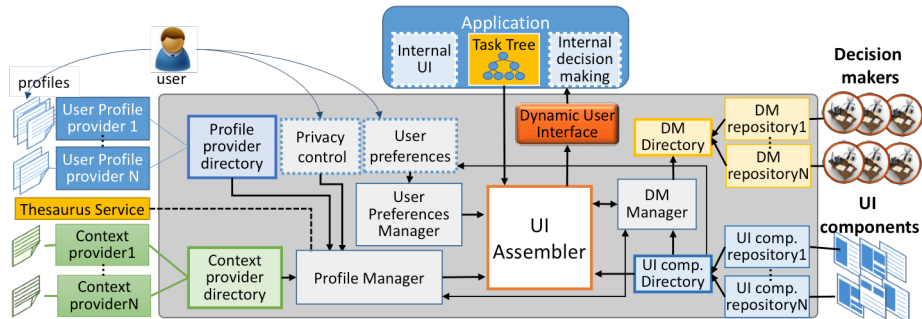 Application
Internal
UI
Task Tree
Internal
decision
making
user
profiles
Decision
makers
User Profile
provider 1
User Profile
provider N
Profile
provider
directory
Privacy
control
User
preferences
Dynamic User
Interface
DM
Directory
DM
repository1
DM
repositoryN
User
Preferences
Manager
UI
Assembler
DM
Manager
Thesaurus Service
UI
components
Context
provider1
Context
providerN
Context
provider
directory
Profile Manager
UI comp.
Directory
UI comp.
repository1
UI comp.
repositoryN